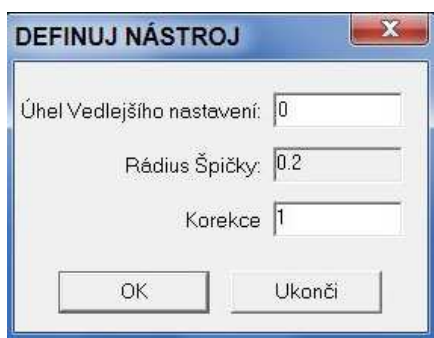 DEFINUJ NÁSTROJ
Úhel Vedlejšího nastavení: 0
Rádius Špičky: 0.2
Korekce 1
OK Ukonči